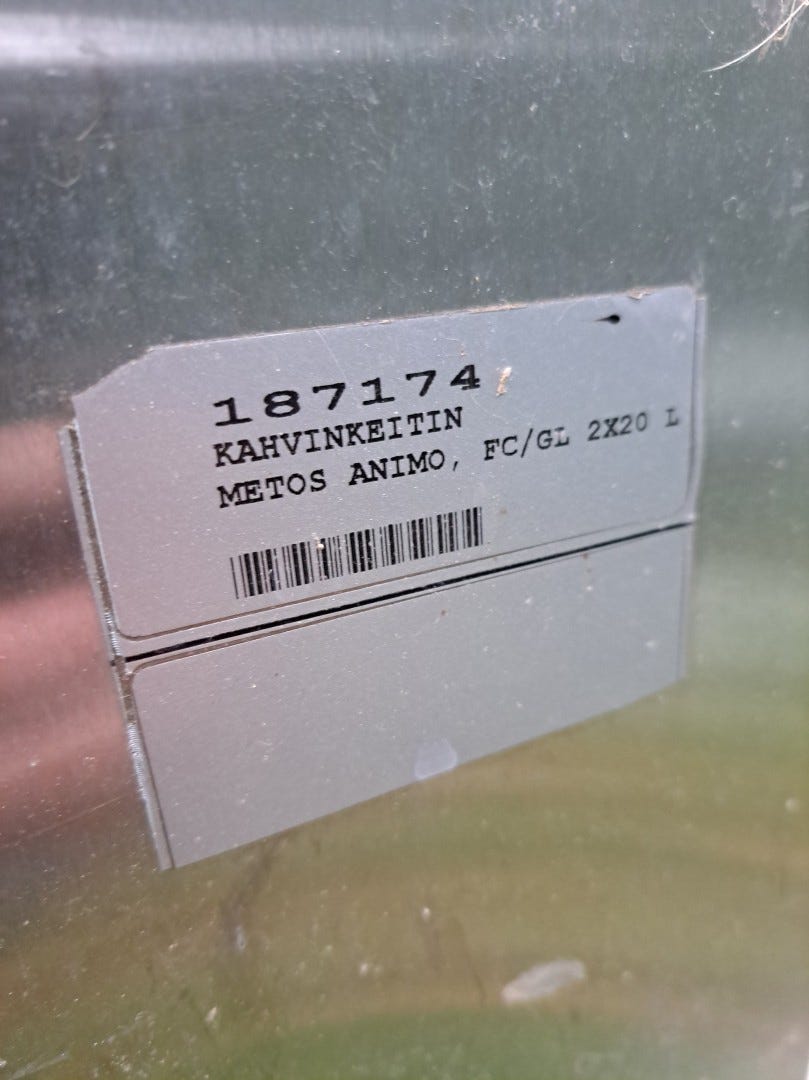 187174
KAHVINKEITIN
METOS ANIMO, FC/GL 2X20 L